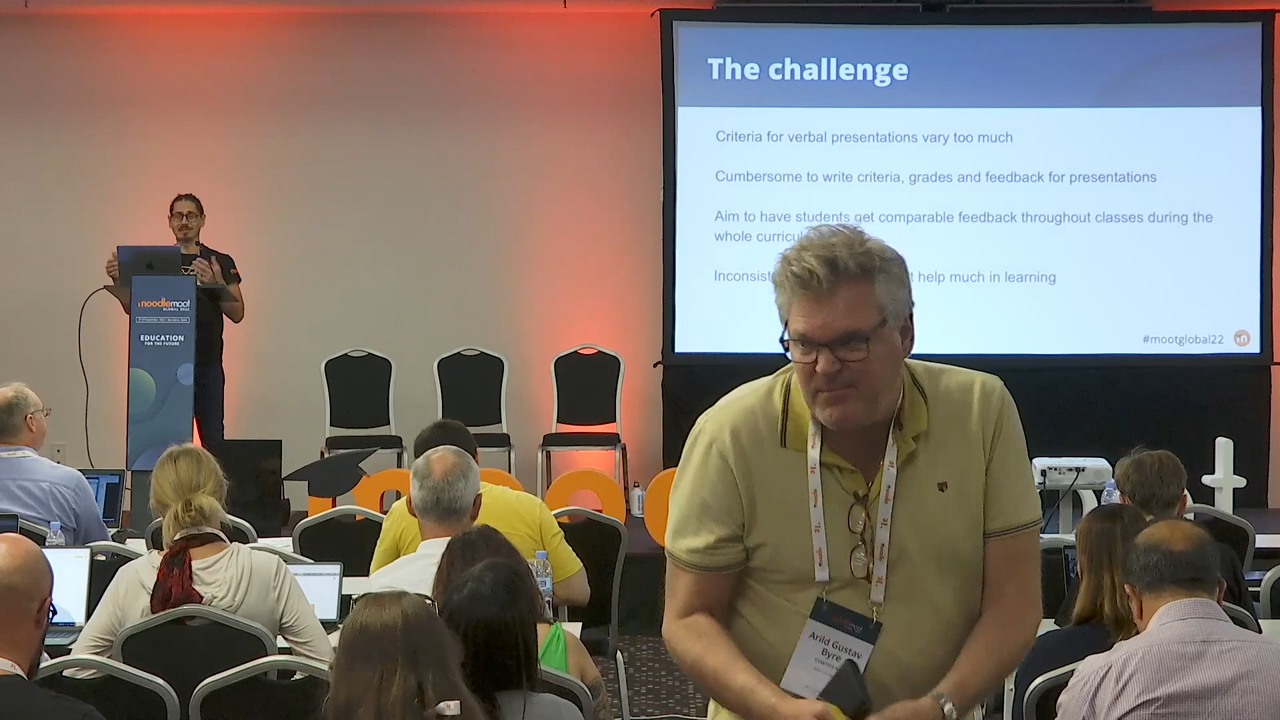 The challenge
Criteria for verbal presentations vary too much
Cumbersome to write criteria, grades and feedback for presentations
Aim to have students get comparable feedback throughout classes during the
whole
help much in learning
#mootglobal22
moodlemoot
GLOBAL 2022
EDUCATION
FOR THE FUTURE
Arild Gustav
Byre